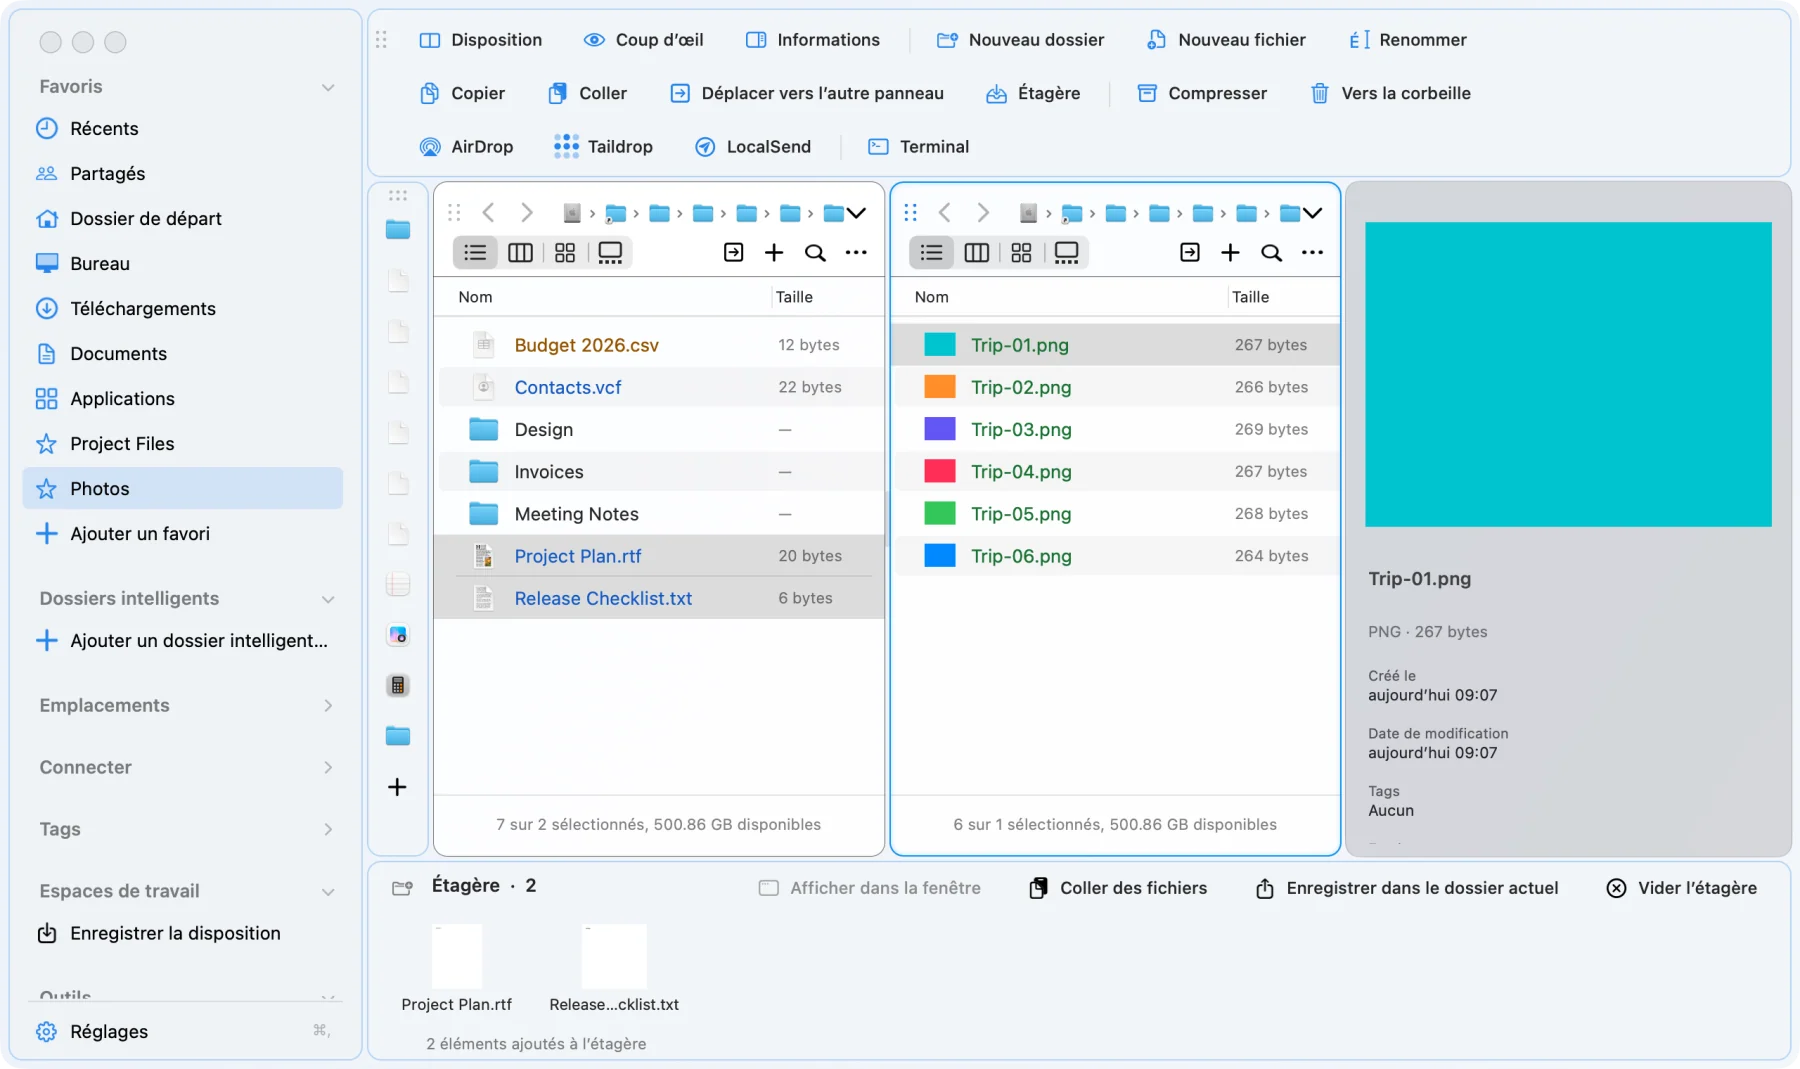 Favoris
Récents
Partagés
Dossier de départ
Bureau
Téléchargements
Documents
Applications
Project Files
Photos
Ajouter un favori
Dossiers intelligents
Ajouter un dossier intelligent...
Emplacements
Connecter
Tags
Espaces de travail
Enregistrer la disposition
Outils
Réglages ⌘,
Disposition Coup d’œil Informations Nouveau dossier Nouveau fichier Renommer
Copier Coller Déplacer vers l’autre panneau Étagère Compresser Vers la corbeille
AirDrop Taildrop LocalSend Terminal
Nom Taille
Budget 2026.csv 12 bytes
Contacts.vcf 22 bytes
Design —
Invoices —
Meeting Notes —
Project Plan.rtf 20 bytes
Release Checklist.txt 6 bytes
7 sur 2 sélectionnés, 500.86 GB disponibles
Nom Taille
Trip-01.png 267 bytes
Trip-02.png 266 bytes
Trip-03.png 269 bytes
Trip-04.png 267 bytes
Trip-05.png 268 bytes
Trip-06.png 264 bytes
6 sur 1 sélectionnés, 500.86 GB disponibles
Trip-01.png
PNG · 267 bytes
Créé le
aujourd’hui 09:07
Date de modification
aujourd’hui 09:07
Tags
Aucun
Étagère · 2 Afficher dans la fenêtre Coller des fichiers Enregistrer dans le dossier actuel Vider l’étagère
Project Plan.rtf Release...cklist.txt
2 éléments ajoutés à l’étagère